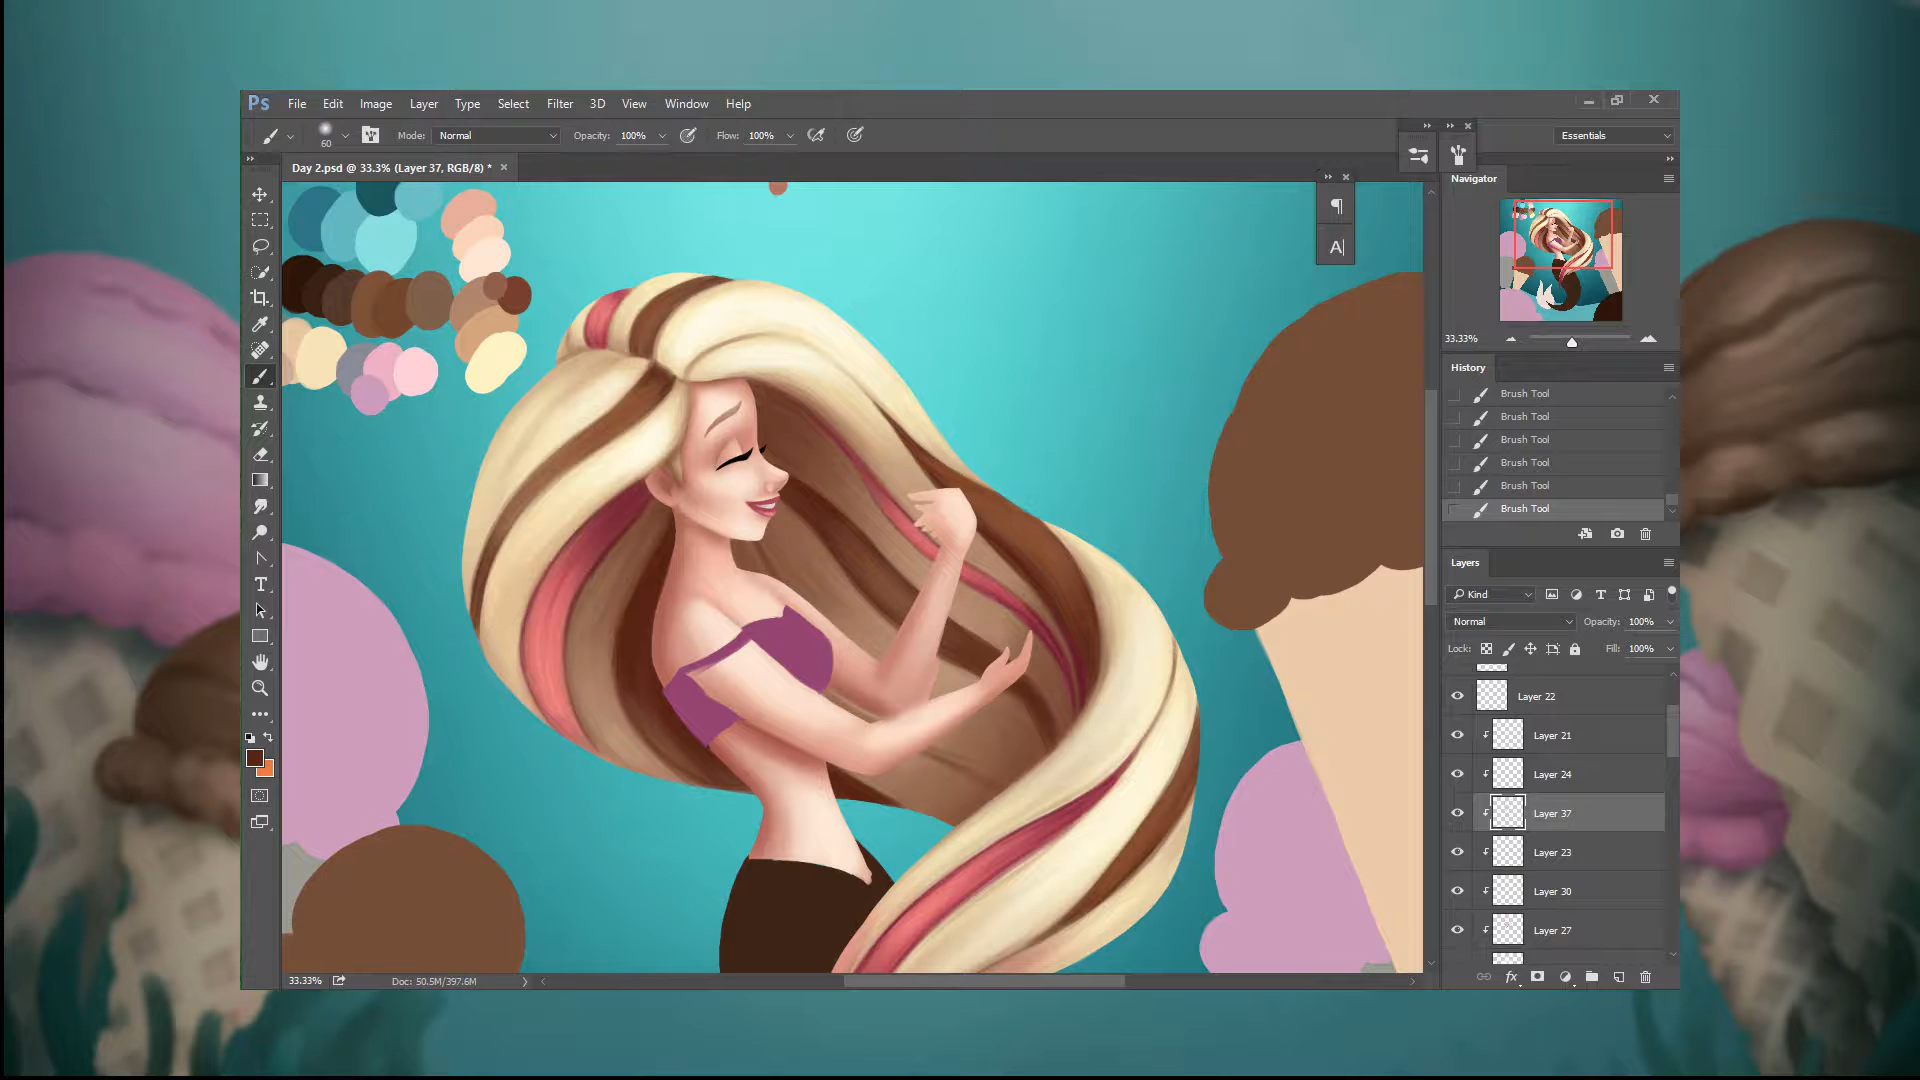 Ps File Edit Image Layer Type Select Filter 3D View Window Help
60 Mode: Normal Opacity: 100% Flow: 100% Essentials
Day 2.psd @ 33.3% (Layer 37, RGB/8) *
Navigator
33.33%
History
Brush Tool
Brush Tool
Brush Tool
Brush Tool
Brush Tool
Brush Tool
Layers
Kind
Normal Opacity: 100%
Lock: Fill: 100%
Layer 22
Layer 21
Layer 24
Layer 37
Layer 23
Layer 30
Layer 27
fx
33.33% Doc: 50.5M/397.6M